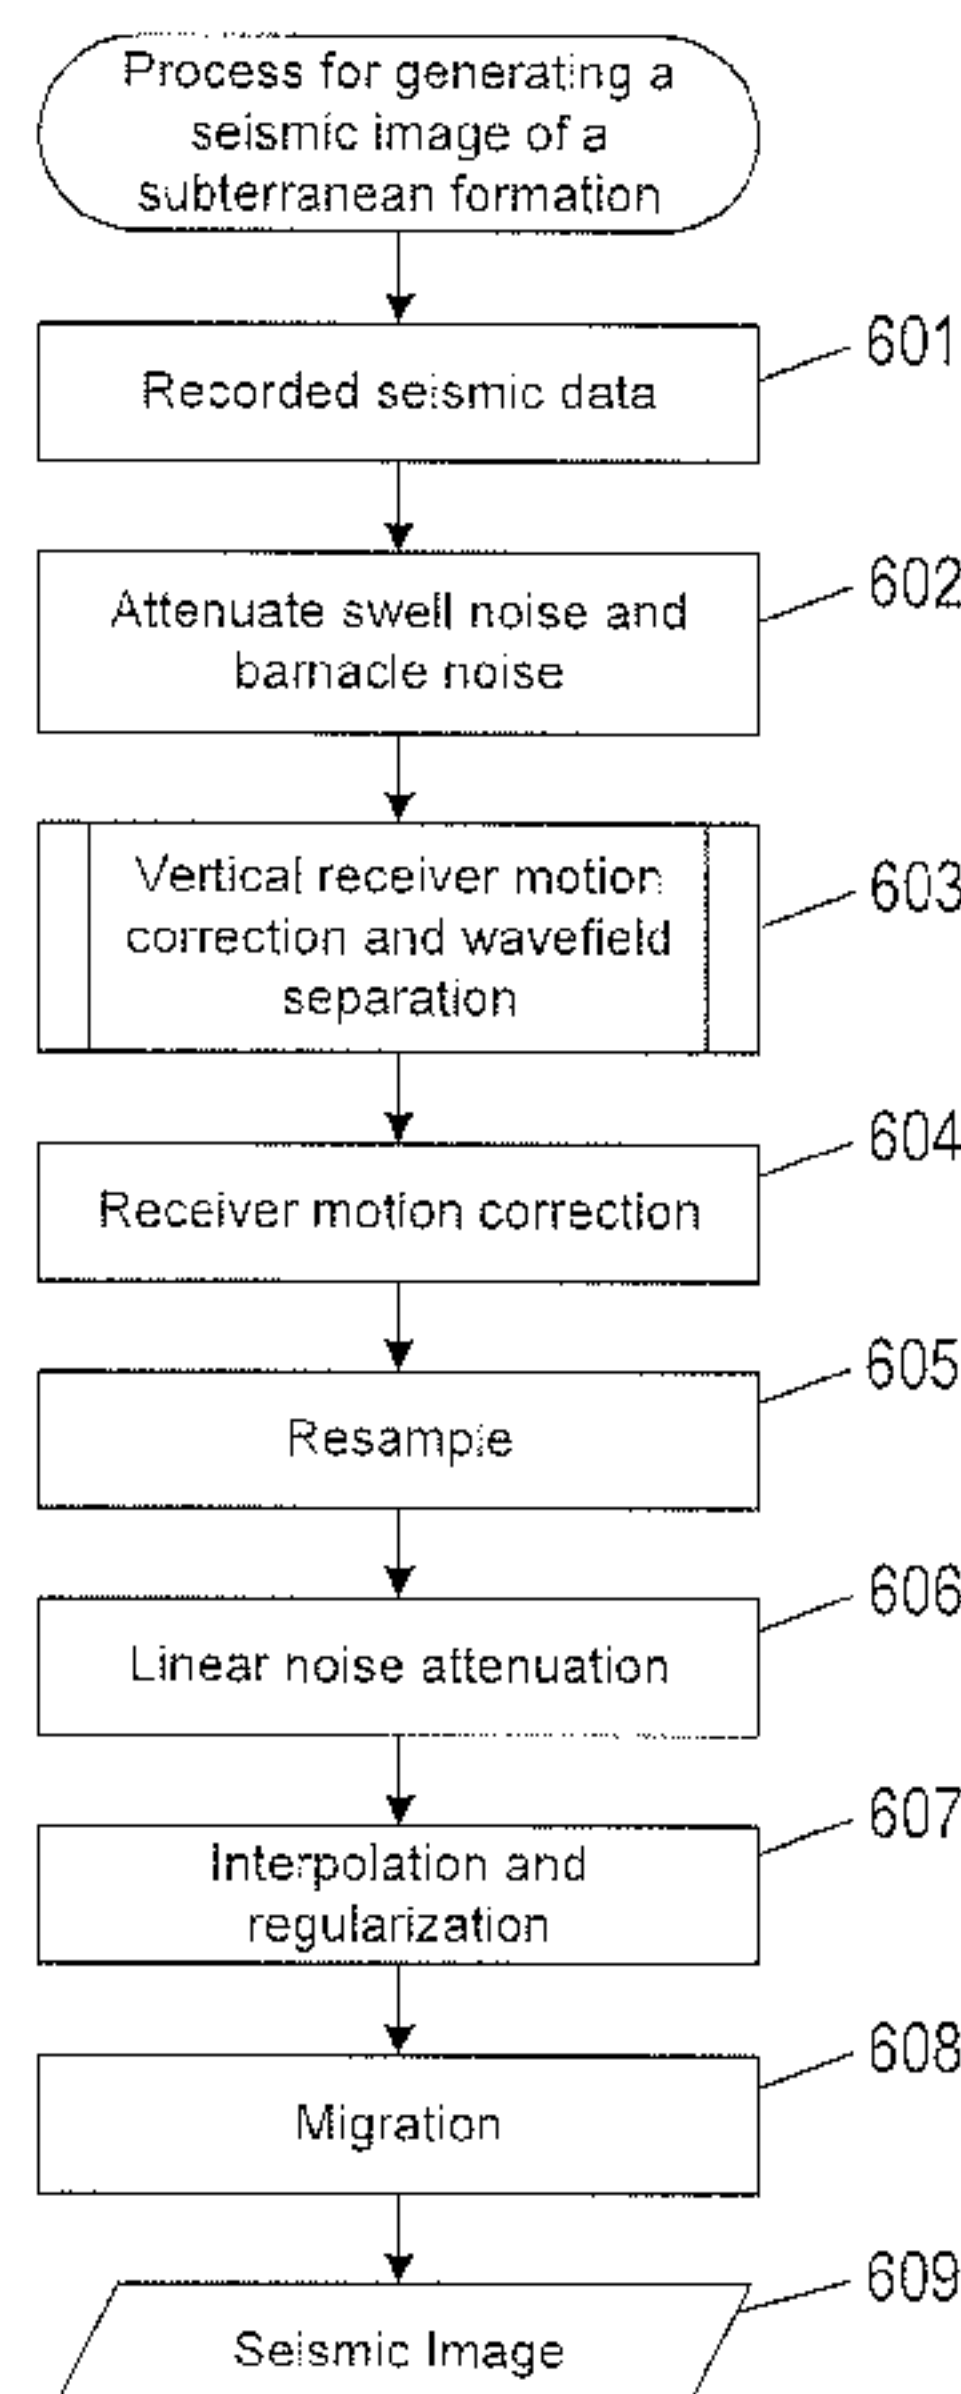 Process for generating a
seismic image of a
subterranean formation
601
Recorded seismic data
602
Attenuate swell noise and
barnacle noise
603
Vertical receiver motion
correction and wavefield
separation
604
Receiver motion correction
605
Resample
606
Linear noise attenuation
607
Interpolation and
regularization
608
Migration
609
Seismic Image